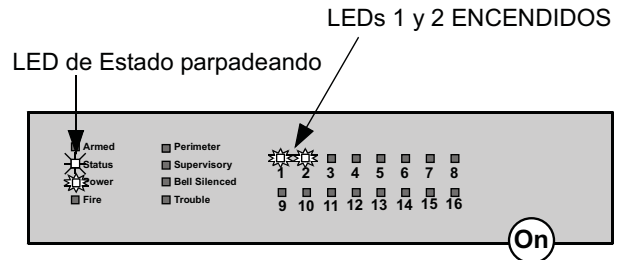 LEDs 1 y 2 ENCENDIDOS
LED de Estado parpadeando
Armed
Status
Power
Fire
Perimeter
Supervisory
Bell Silenced
Trouble
1 2 3 4 5 6 7 8
9 10 11 12 13 14 15 16
On